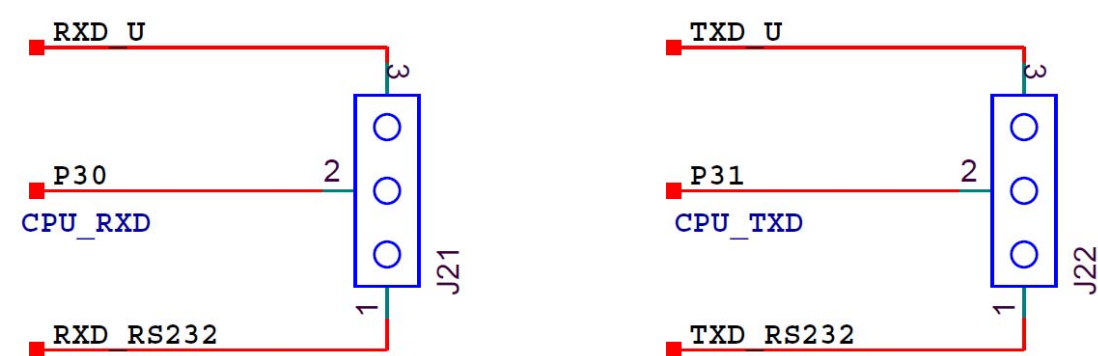 RXD_U
3
P30
2
CPU_RXD
J21
1
RXD_RS232
TXD_U
3
P31
2
CPU_TXD
J22
1
TXD_RS232